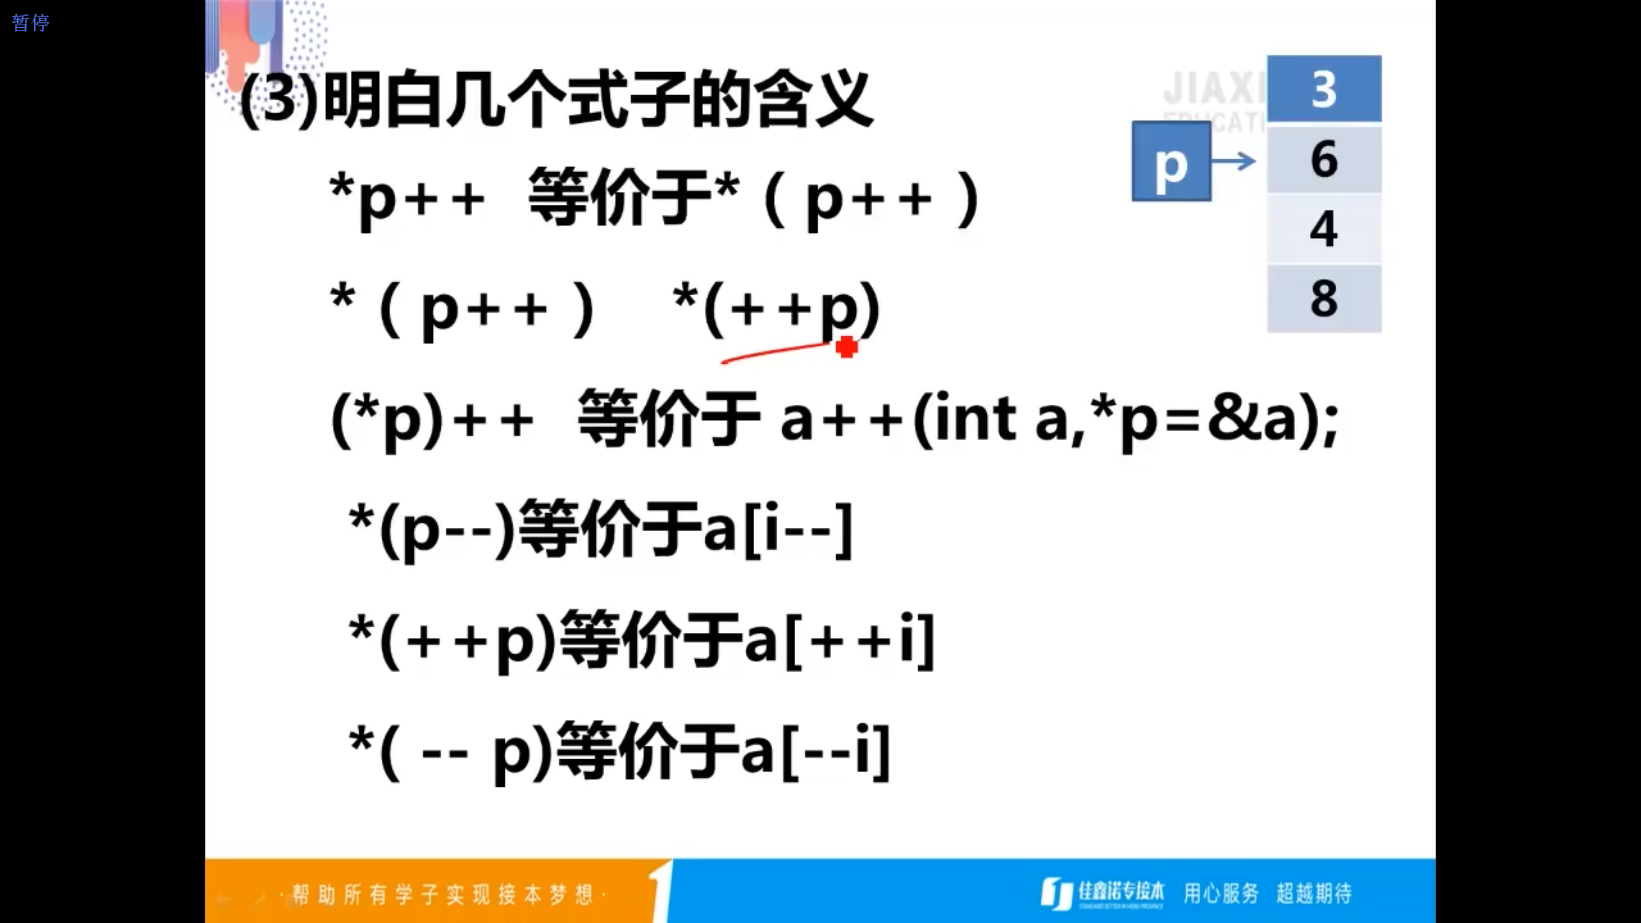 暂停
(3)明白几个式子的含义
*p++ 等价于*（p++）
*（p++） *(++p)
(*p)++ 等价于 a++(int a,*p=&a);
*(p--)等价于a[i--]
*(++p)等价于a[++i]
*( -- p)等价于a[--i]
JIAXI
EDUCATI
p
3
6
4
8
·帮助所有学子实现接本梦想·
佳鑫诺专接本
用心服务 超越期待